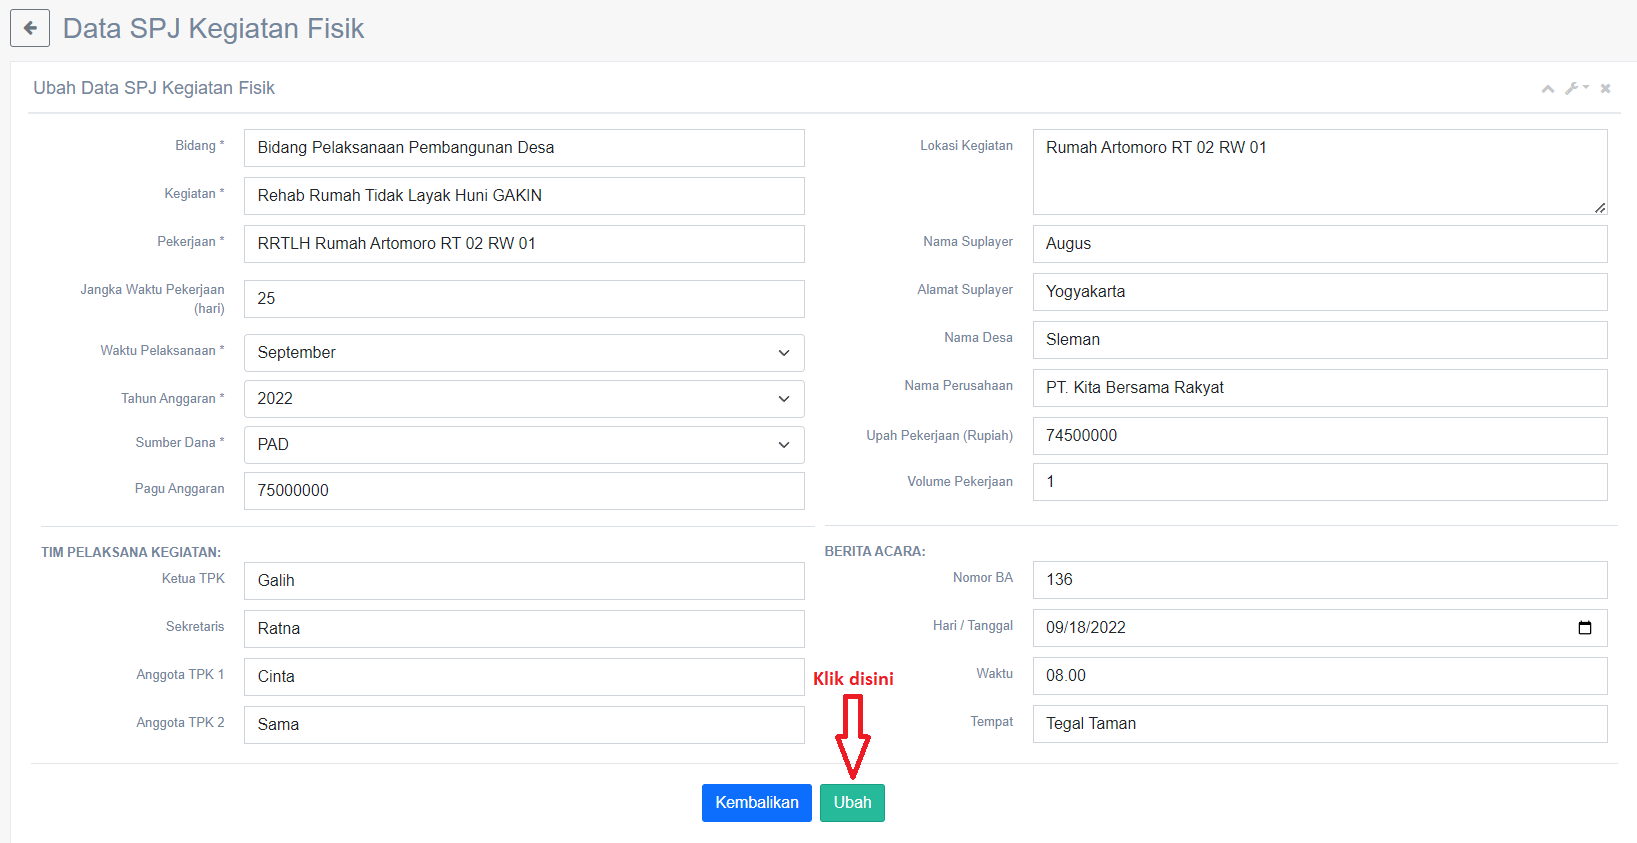 Data SPJ Kegiatan Fisik
Ubah Data SPJ Kegiatan Fisik
Bidang *
Bidang Pelaksanaan Pembangunan Desa
Kegiatan *
Rehab Rumah Tidak Layak Huni GAKIN
Pekerjaan *
RRTLH Rumah Artomoro RT 02 RW 01
Jangka Waktu Pekerjaan
(hari)
25
Waktu Pelaksanaan *
September
Tahun Anggaran *
2022
Sumber Dana *
PAD
Pagu Anggaran
75000000
Lokasi Kegiatan
Rumah Artomoro RT 02 RW 01
Nama Suplayer
Augus
Alamat Suplayer
Yogyakarta
Nama Desa
Sleman
Nama Perusahaan
PT. Kita Bersama Rakyat
Upah Pekerjaan (Rupiah)
74500000
Volume Pekerjaan
1
TIM PELAKSANA KEGIATAN:
Ketua TPK
Galih
Sekretaris
Ratna
Anggota TPK 1
Cinta
Anggota TPK 2
Sama
BERITA ACARA:
Nomor BA
136
Hari / Tanggal
09/18/2022
Waktu
08.00
Tempat
Tegal Taman
Klik disini
Kembalikan
Ubah